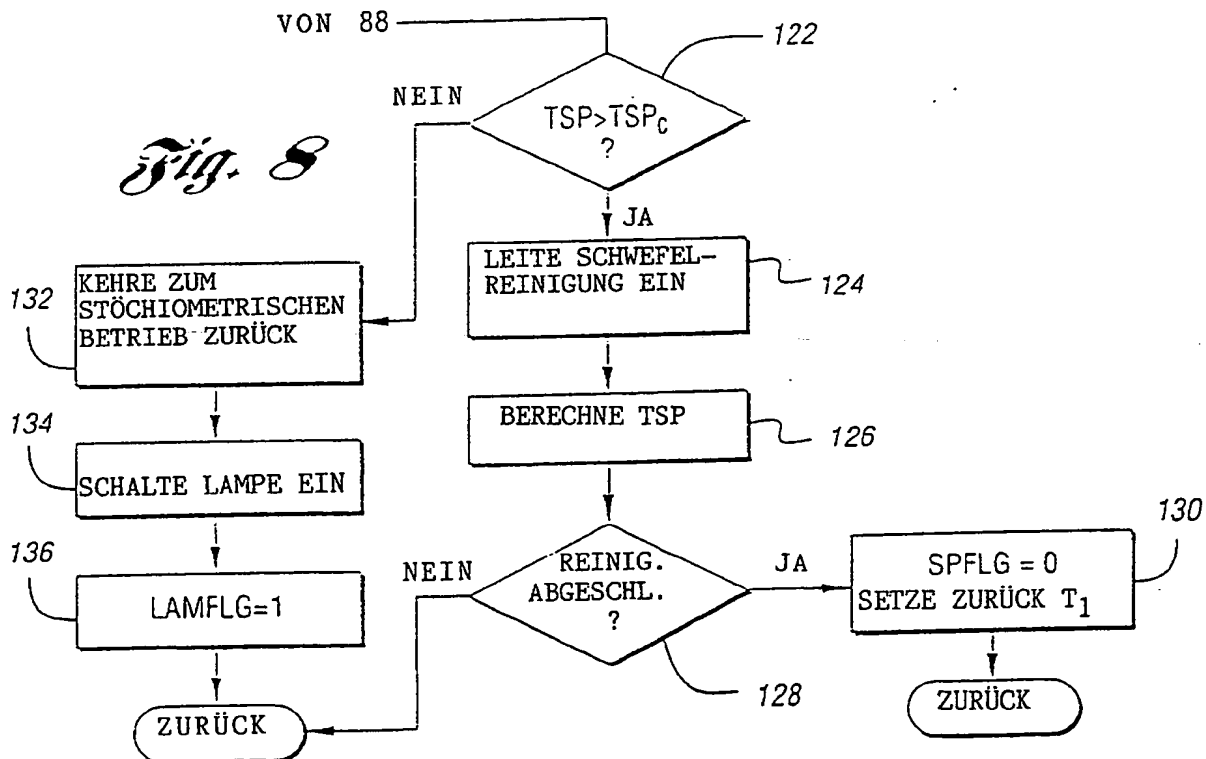 VON 88
122
NEIN
TSP>TSPC
?
Fig. 8
JA
LEITE SCHWEFEL-
REINIGUNG EIN
124
KEHRE ZUM
STÖCHIOMETRISCHEN
BETRIEB ZURÜCK
132
BERECHNE TSP
126
134
SCHALTE LAMPE EIN
136
LAMFLG=1
NEIN
REINIG.
ABGESCHL.
?
JA
130
SPFLG = 0
SETZE ZURÜCK T1
128
ZURÜCK
ZURÜCK